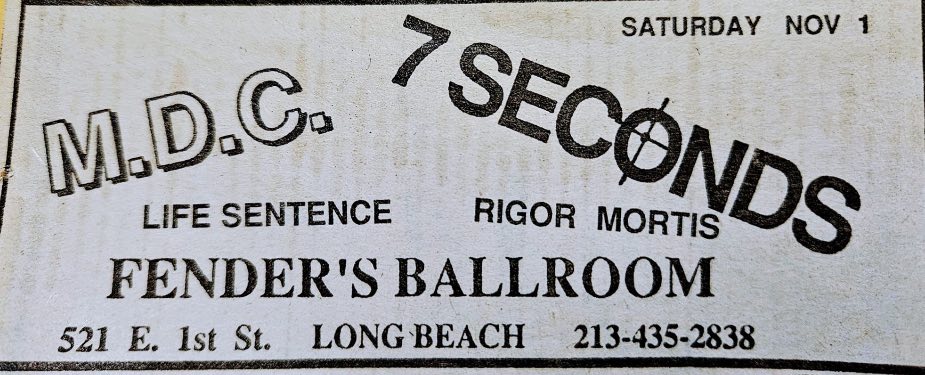 SATURDAY NOV 1
M.D.C.
7 SECONDS
LIFE SENTENCE
RIGOR MORTIS
FENDER'S BALLROOM
521 E. 1st St. LONG BEACH 213-435-2838